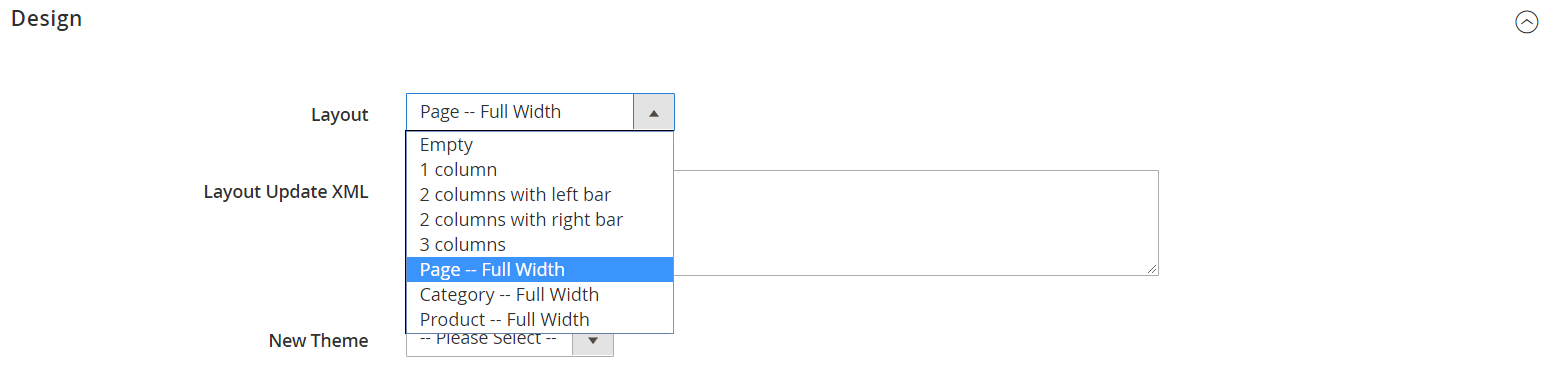 Design
Layout
Page -- Full Width
Empty
1 column
2 columns with left bar
Layout Update XML
2 columns with right bar
3 columns
Page -- Full Width
Category -- Full Width
Product -- Full Width
New Theme
-- Please Select --